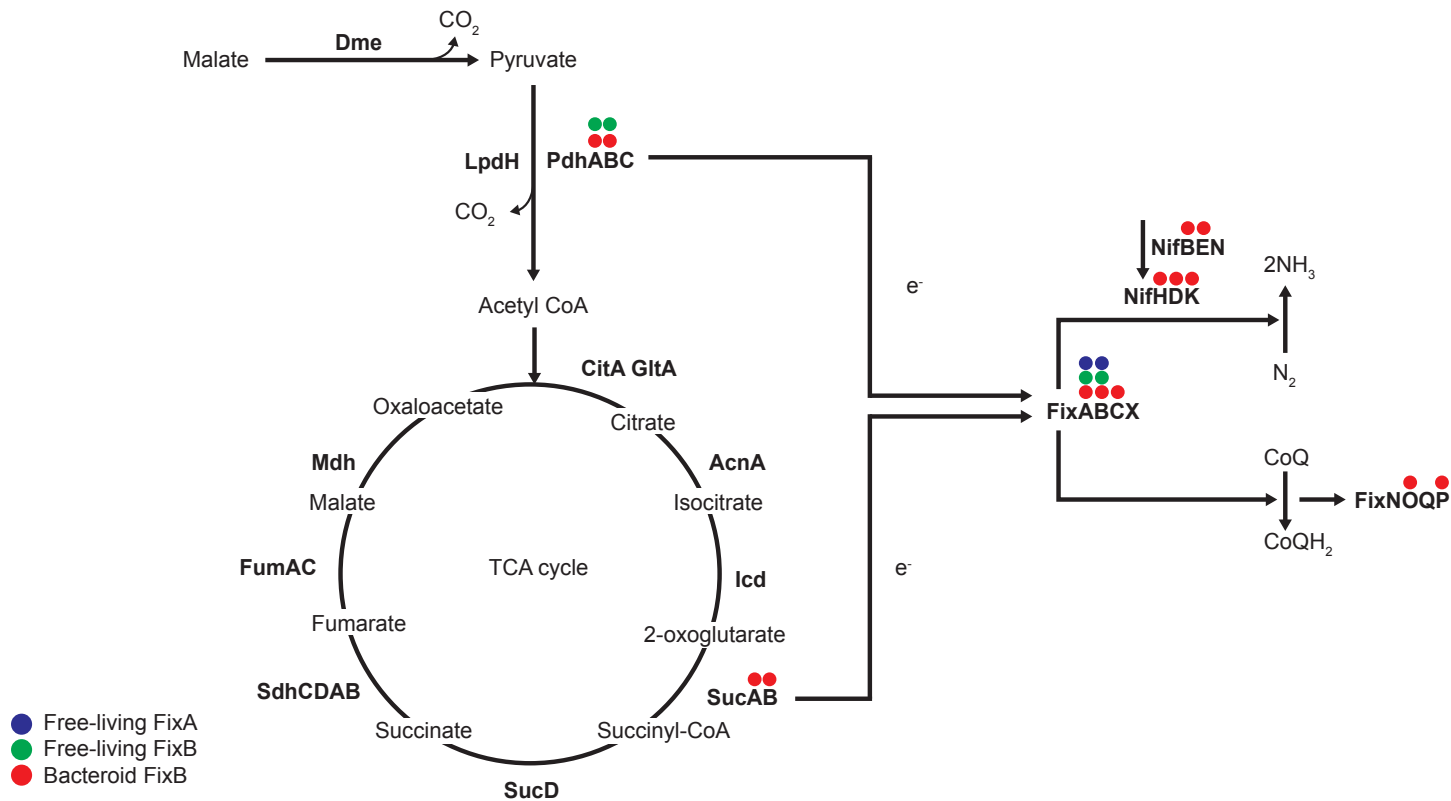 CO2
Dme
Malate
Pyruvate
LpdH
PdhABC
CO2
NifBEN
2NH3
NifHDK
e-
Acetyl CoA
CitA GltA
N2
Oxaloacetate
Citrate
FixABCX
Mdh
AcnA
CoQ
Malate
Isocitrate
FixNOQP
CoQH2
FumAC
TCA cycle
Icd
e-
Fumarate
2-oxoglutarate
SdhCDAB
SucAB
Free-living FixA
Succinate
Succinyl-CoA
Free-living FixB
Bacteroid FixB
SucD